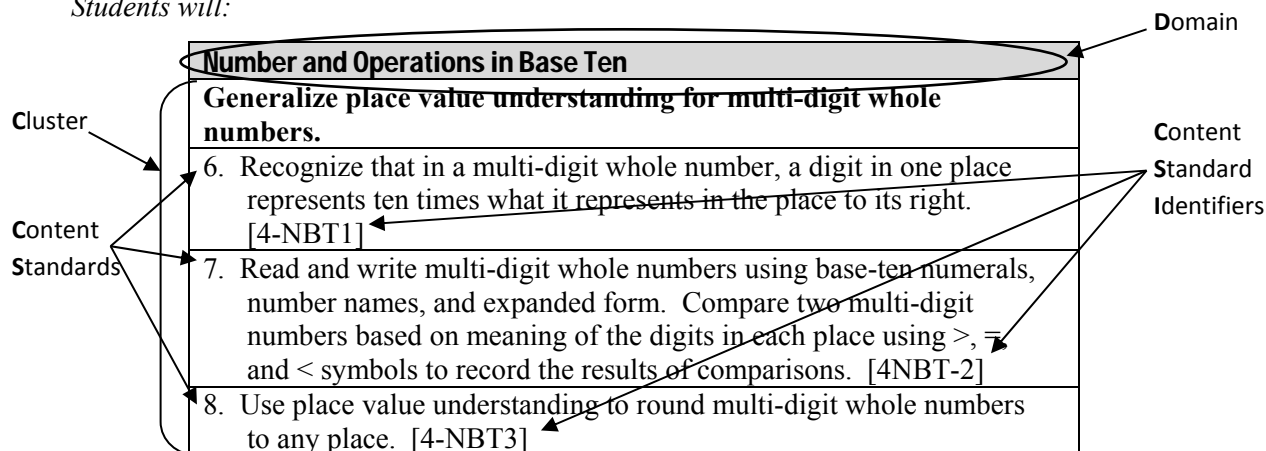 Students will:
Domain
Number and Operations in Base Ten
Generalize place value understanding for multi-digit whole
numbers.
Cluster
Content
Standard
Identifiers
6. Recognize that in a multi-digit whole number, a digit in one place
represents ten times what it represents in the place to its right.
[4-NBT1]
Content
Standards
7. Read and write multi-digit whole numbers using base-ten numerals,
number names, and expanded form. Compare two multi-digit
numbers based on meaning of the digits in each place using >, =,
and < symbols to record the results of comparisons. [4NBT-2]
8. Use place value understanding to round multi-digit whole numbers
to any place. [4-NBT3]